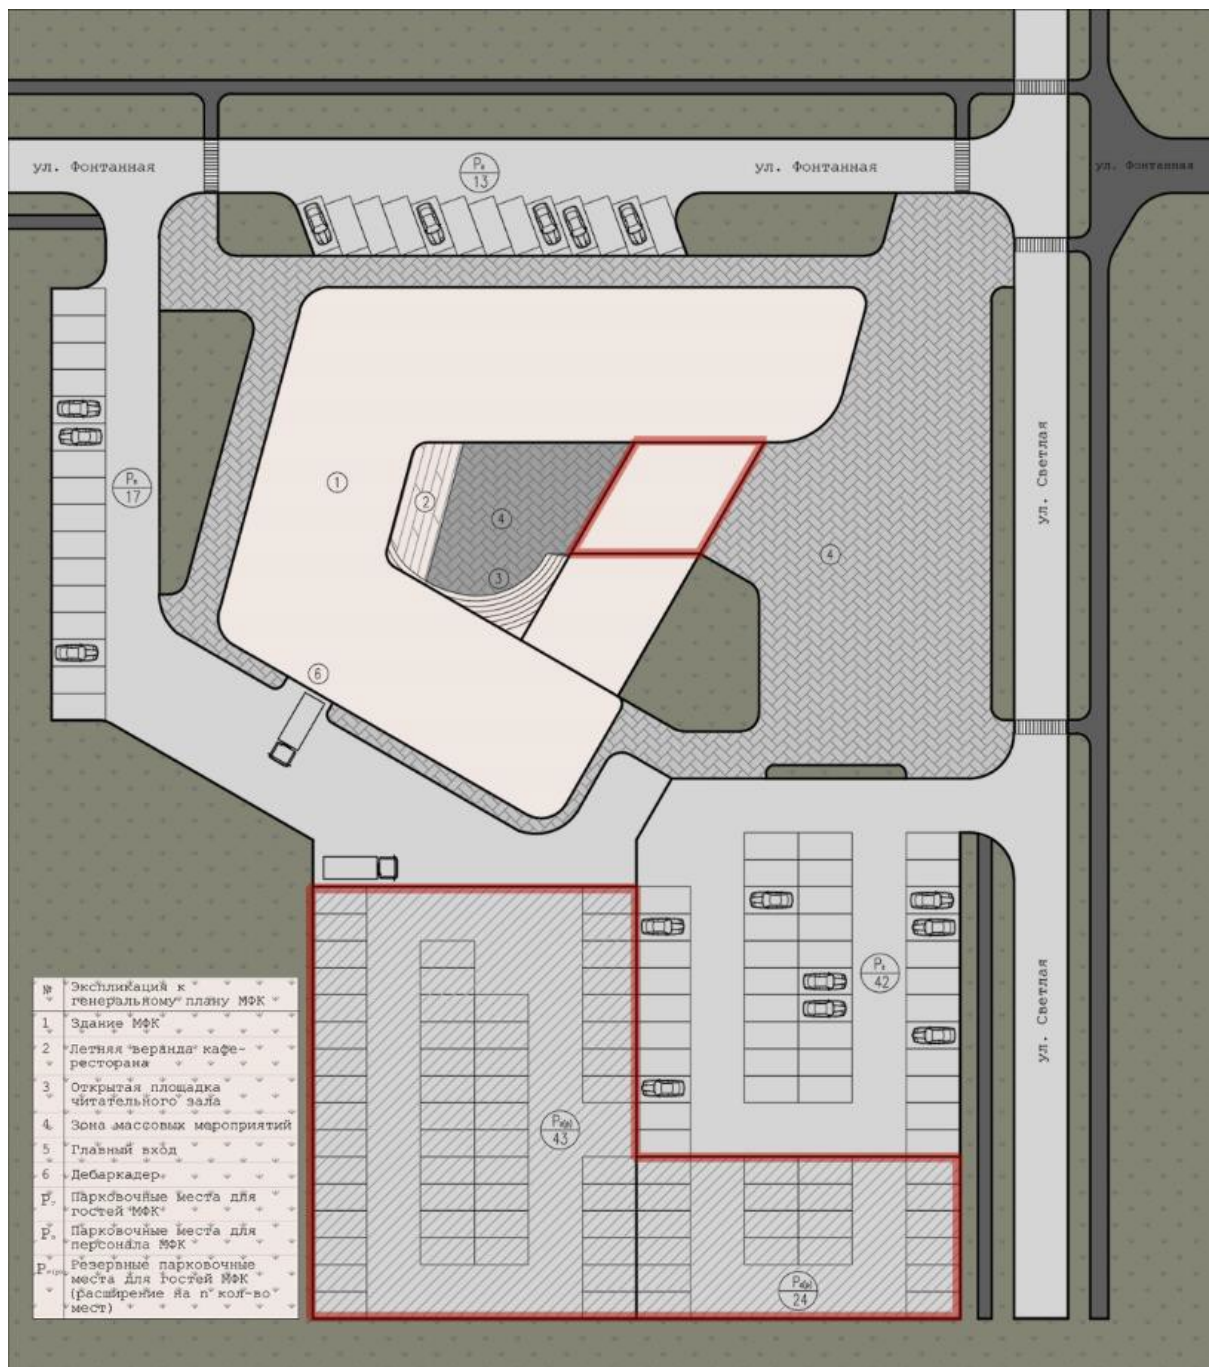 ул. Фонтанная
ул. Фонтанная
ул. Фонтанная
13
1
2
4
3
4
ул. Светлая
17
6
42
ул. Светлая
43
24
№ Экспликация к
генеральному плану МФК
1 Здание МФК
2 Летняя веранда кафе-
ресторана
3 Открытая площадка
читательного зала
4 Зона массовых мероприятий
5 Главный вход
6 Дебаркадер
Парковочные места для
гостей МФК
Парковочные места для
персонала МФК
Резервные парковочные
места для гостей МФК
(расширение на n кол-во
мест)